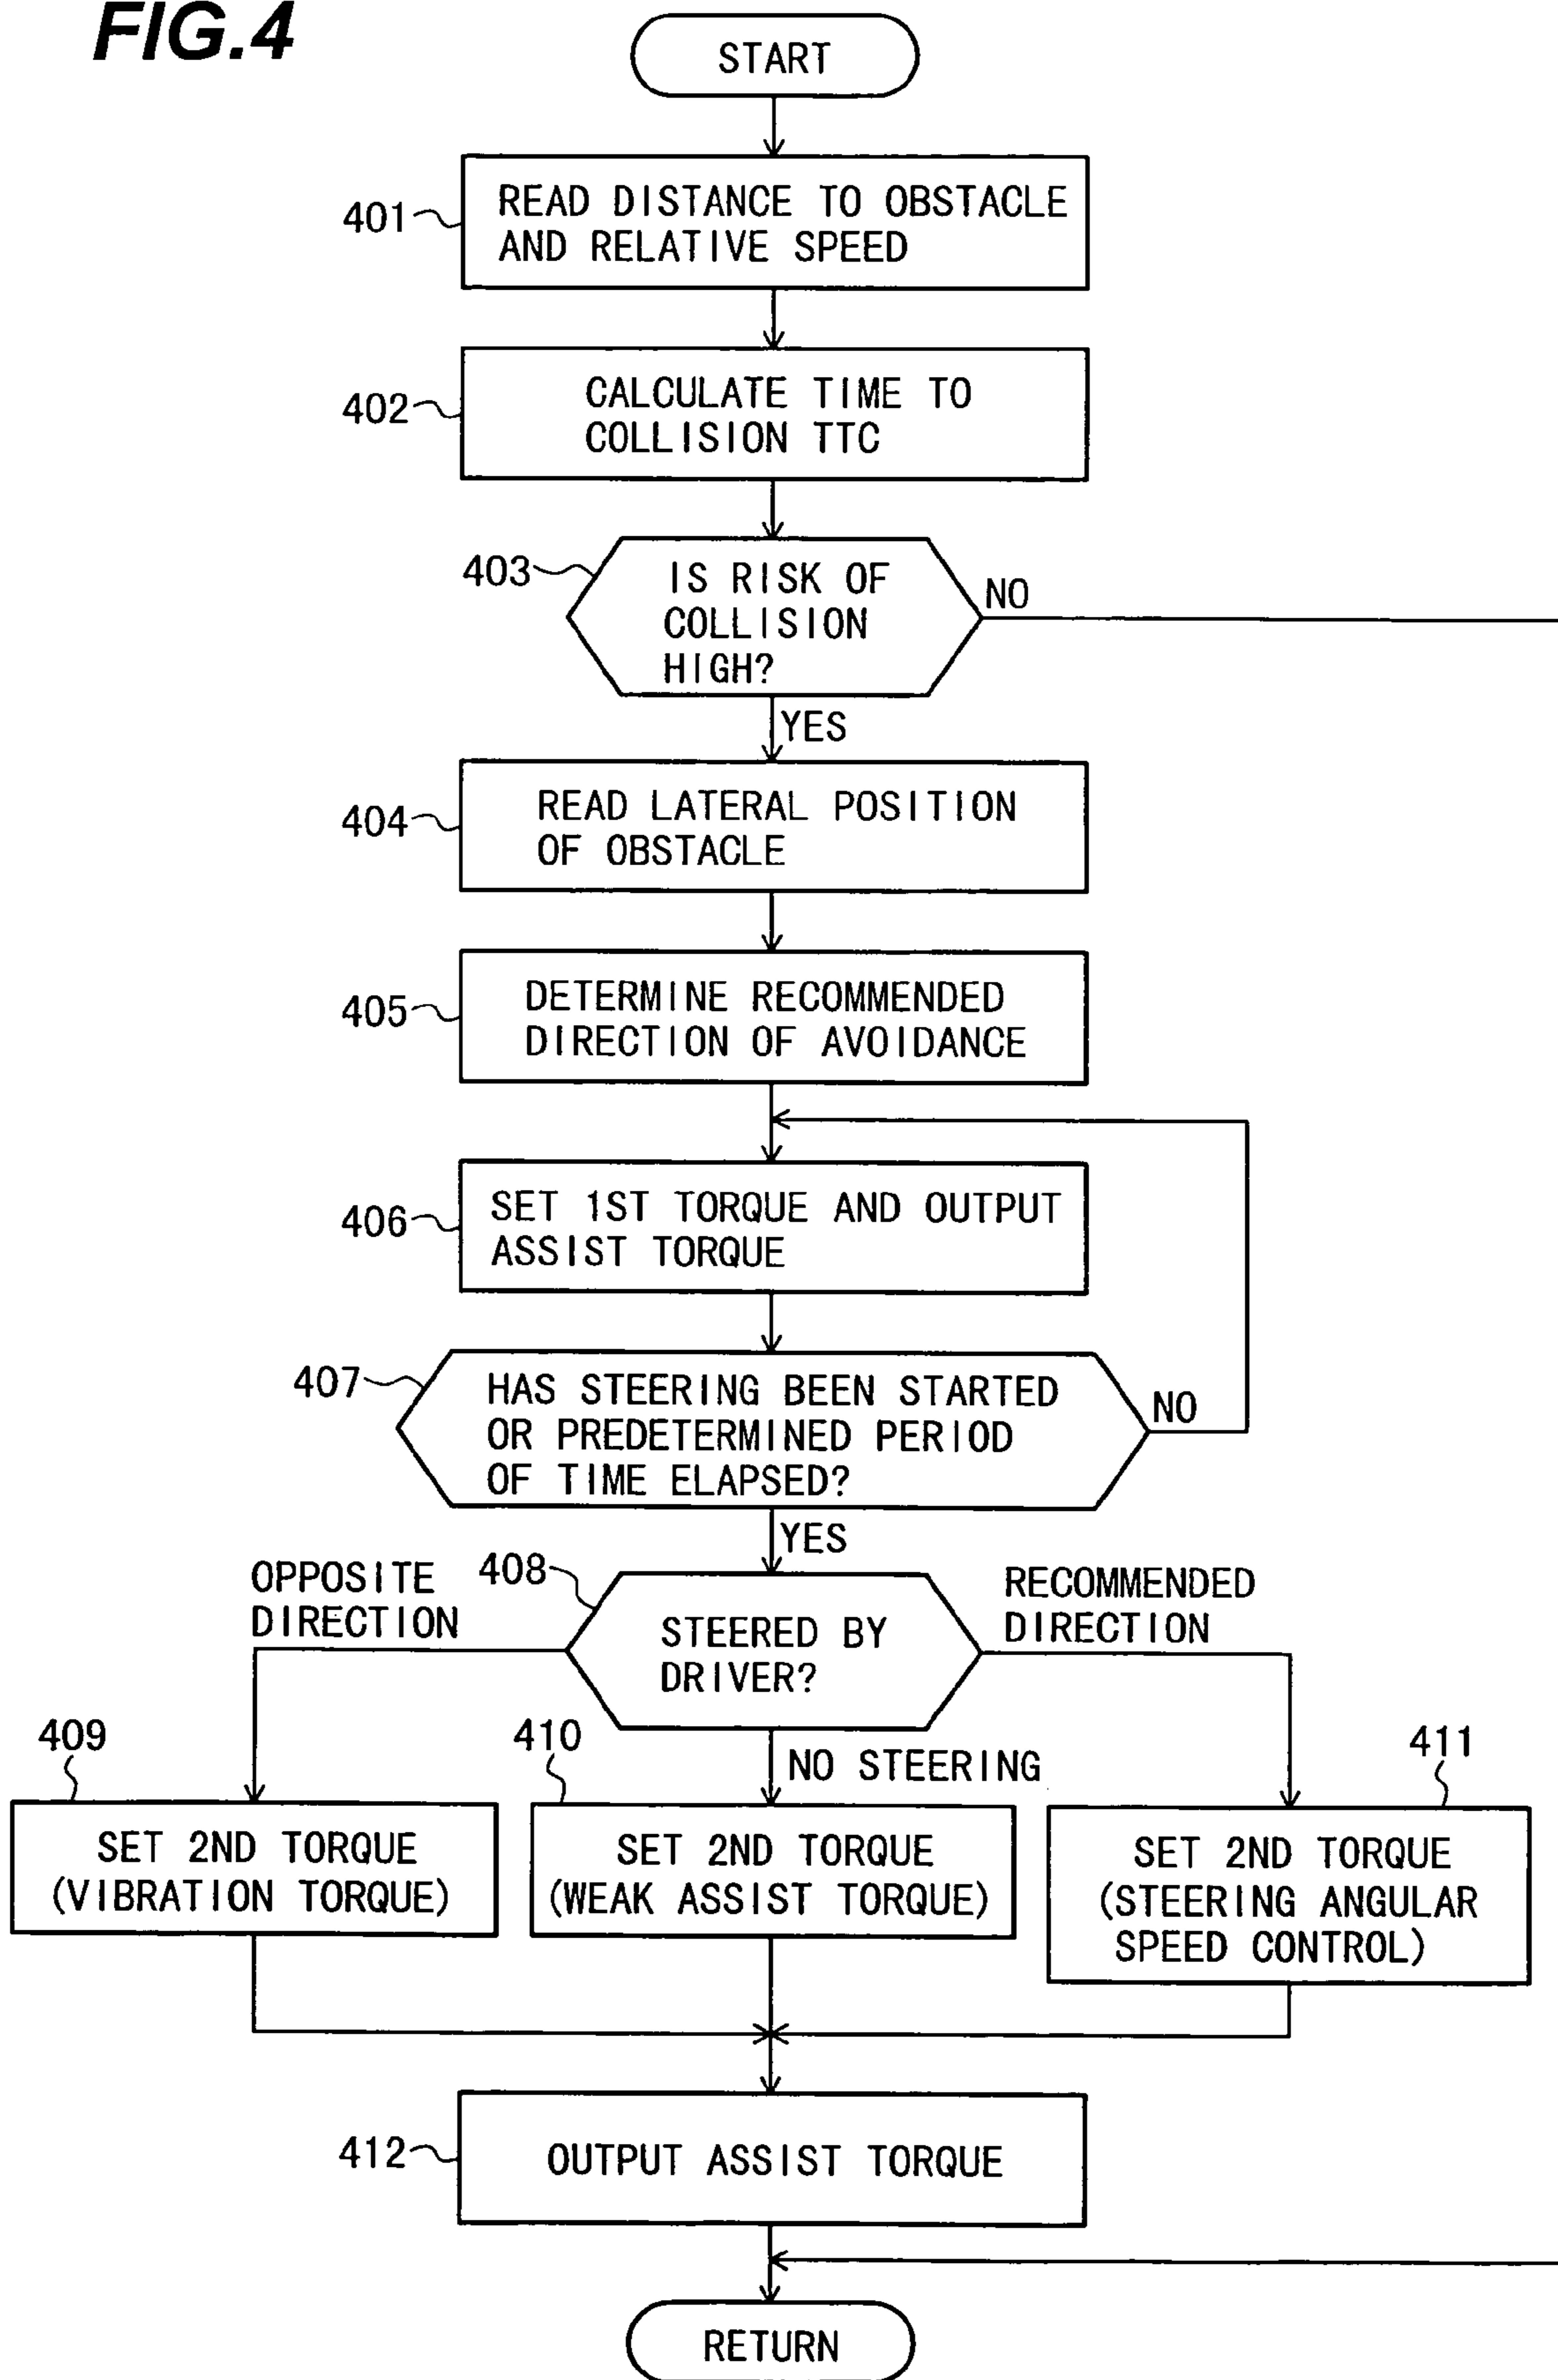 FIG.4
START
401
READ DISTANCE TO OBSTACLE
AND RELATIVE SPEED
402
CALCULATE TIME TO
COLLISION TTC
403
IS RISK OF
COLLISION
HIGH?
NO
YES
404
READ LATERAL POSITION
OF OBSTACLE
405
DETERMINE RECOMMENDED
DIRECTION OF AVOIDANCE
406
SET 1ST TORQUE AND OUTPUT
ASSIST TORQUE
407
HAS STEERING BEEN STARTED
OR PREDETERMINED PERIOD
OF TIME ELAPSED?
NO
YES
OPPOSITE
DIRECTION
408
STEERED BY
DRIVER?
RECOMMENDED
DIRECTION
409
410
NO STEERING
411
SET 2ND TORQUE
(VIBRATION TORQUE)
SET 2ND TORQUE
(WEAK ASSIST TORQUE)
SET 2ND TORQUE
(STEERING ANGULAR
SPEED CONTROL)
412
OUTPUT ASSIST TORQUE
RETURN